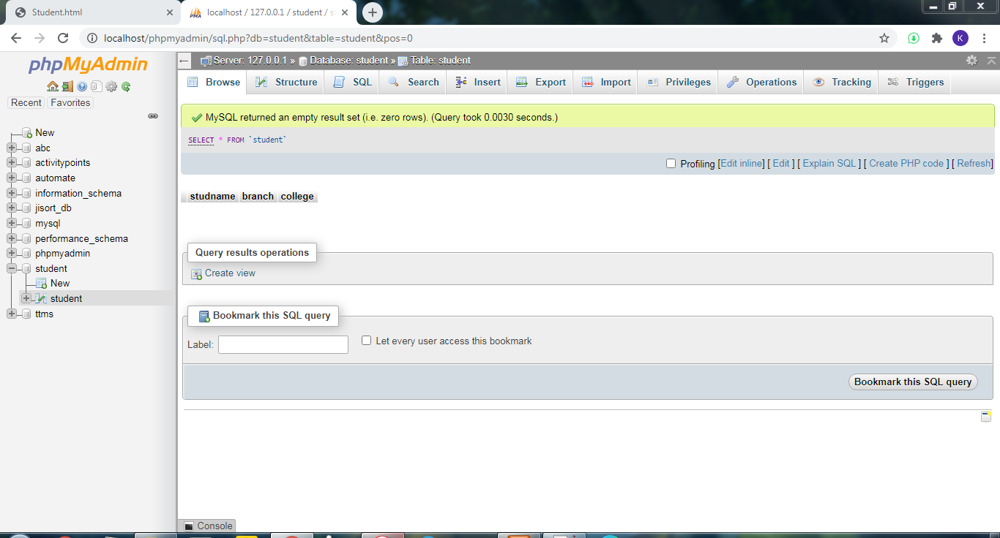 Student.html
localhost / 127.0.0.1 / student / s
localhost/phpmyadmin/sql.php?db=student&table=student&pos=0
K
phpMyAdmin
Recent Favorites
New
abc
activitypoints
automate
information_schema
jisort_db
mysql
performance_schema
phpmyadmin
student
New
student
ttms
Server: 127.0.0.1 » Database: student » Table: student
Browse Structure SQL Search Insert Export Import Privileges Operations Tracking Triggers
MySQL returned an empty result set (i.e. zero rows). (Query took 0.0030 seconds.)
SELECT * FROM `student`
Profiling [Edit inline] [ Edit ] [ Explain SQL ] [ Create PHP code ] [ Refresh]
studname branch college
Query results operations
Create view
Bookmark this SQL query
Label: Let every user access this bookmark
Bookmark this SQL query
Console